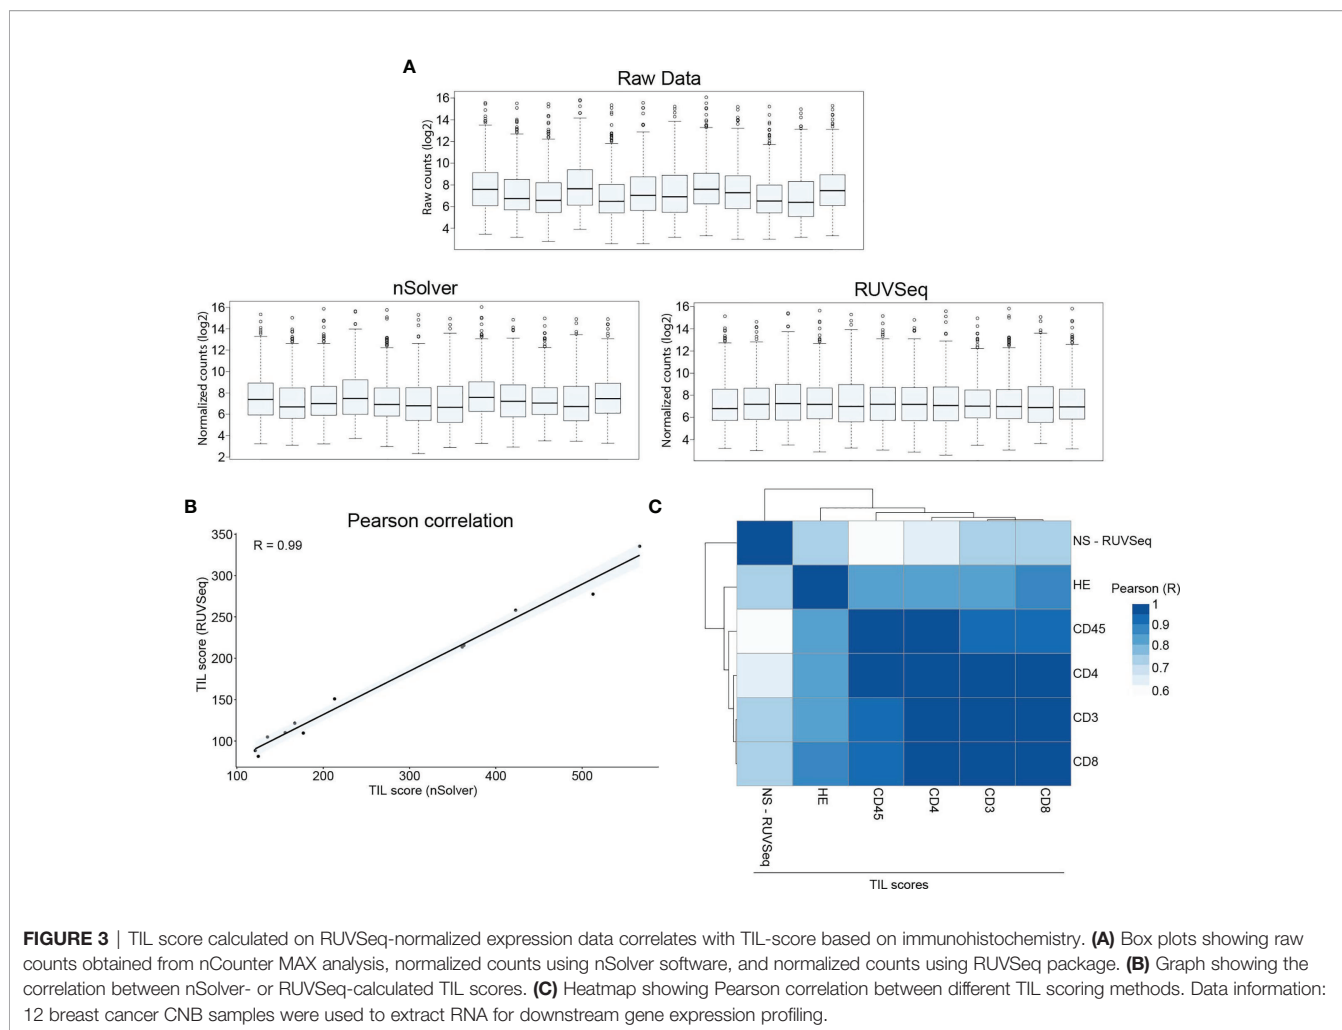 A
Raw Data
Raw counts (log2)
16
14
12
10
8
6
4
nSolver
Normalized counts (log2)
16
14
12
10
8
6
4
2
RUVSeq
Normalized counts (log2)
16
14
12
10
8
6
4
B
Pearson correlation
R = 0.99
TIL score (RUVSeq)
350
300
250
200
150
100
100
200
300
400
500
TIL score (nSolver)
C
NS - RUVSeq
HE
CD45
CD4
CD3
CD8
Pearson (R)
1
0.9
0.8
0.7
0.6
NS - RUVSeq
HE
CD45
CD4
CD3
CD8
TIL scores
FIGURE 3 | TIL score calculated on RUVSeq-normalized expression data correlates with TIL-score based on immunohistochemistry. (A) Box plots showing raw
counts obtained from nCounter MAX analysis, normalized counts using nSolver software, and normalized counts using RUVSeq package. (B) Graph showing the
correlation between nSolver- or RUVSeq-calculated TIL scores. (C) Heatmap showing Pearson correlation between different TIL scoring methods. Data information:
12 breast cancer CNB samples were used to extract RNA for downstream gene expression profiling.